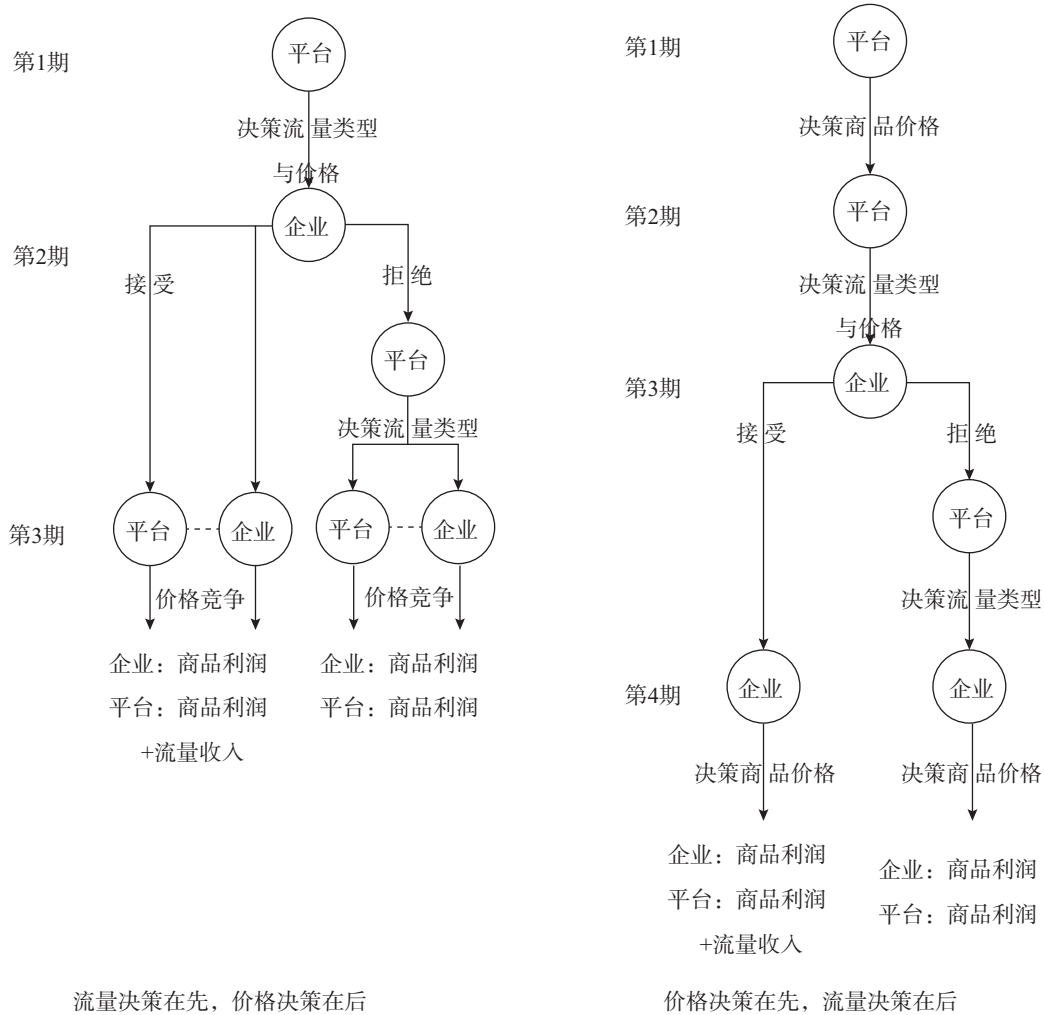 第1期
平台
决策流量类型
与价格
第2期
企业
接受
拒绝
平台
决策流量类型
第3期
平台
企业
平台
企业
价格竞争
价格竞争
企业：商品利润
平台：商品利润
+流量收入
企业：商品利润
平台：商品利润
流量决策在先，价格决策在后
第1期
平台
决策商品价格
第2期
平台
决策流量类型
与价格
第3期
企业
接受
拒绝
平台
决策流量类型
第4期
企业
企业
决策商品价格
决策商品价格
企业：商品利润
平台：商品利润
+流量收入
企业：商品利润
平台：商品利润
价格决策在先，流量决策在后